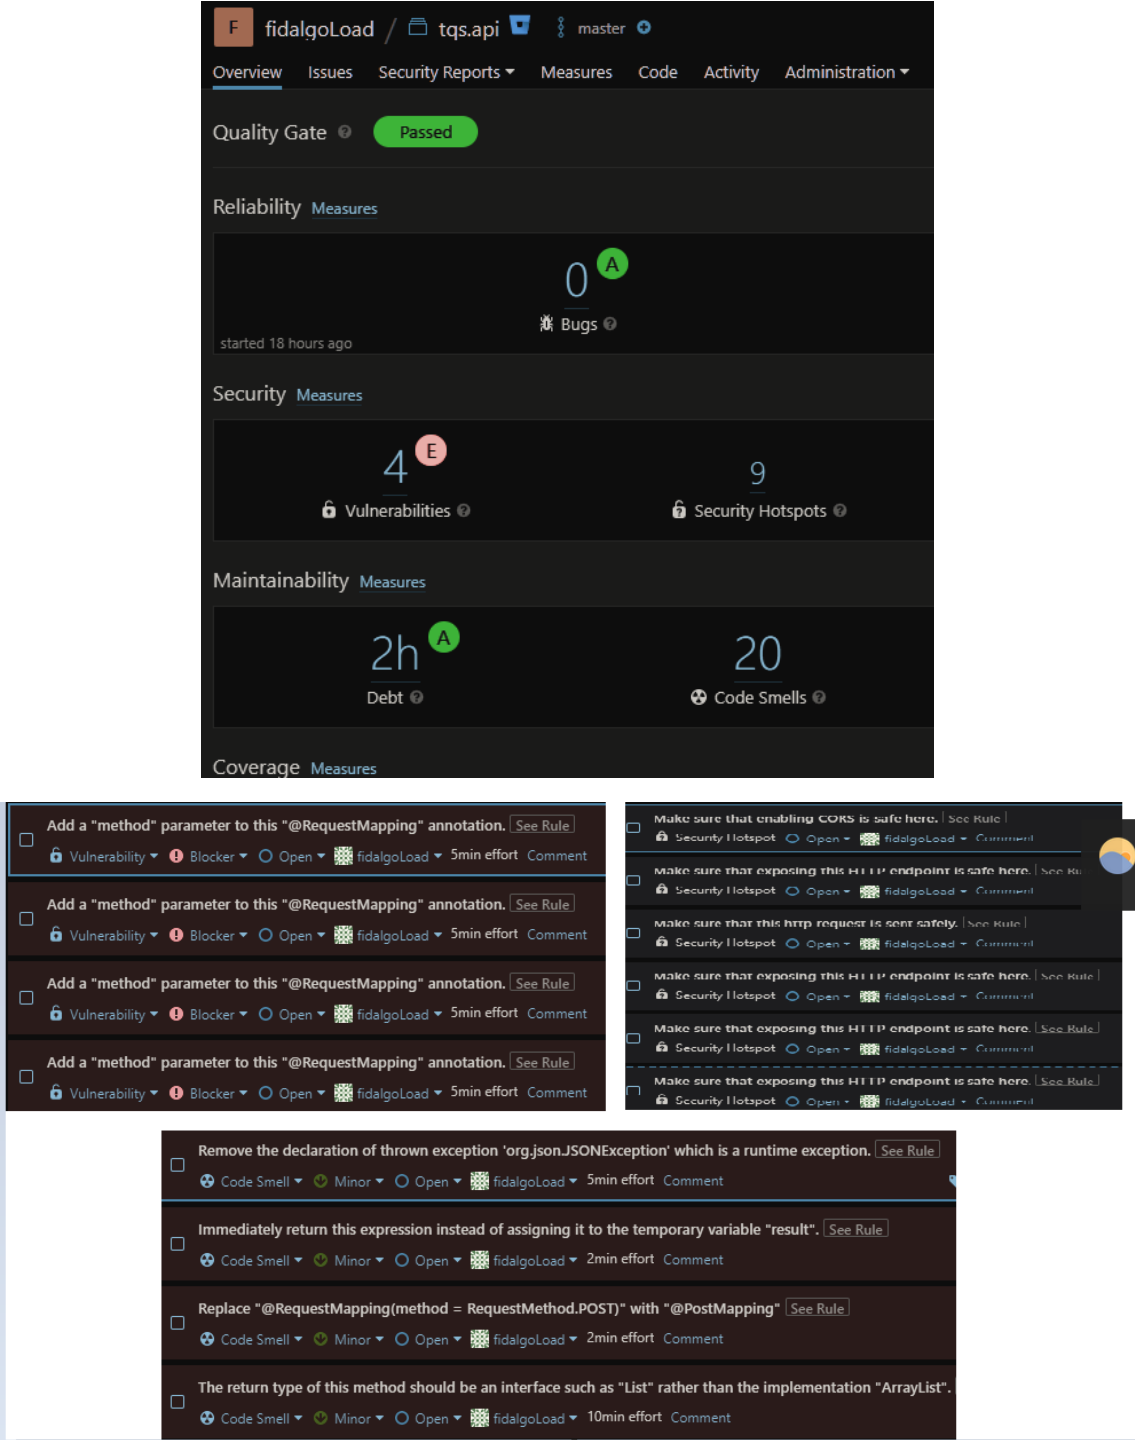 F fidalgoLoad / tqs.api master
Overview Issues Security Reports Measures Code Activity Administration
Quality Gate ? Passed
Reliability Measures
0 A
Bugs ?
started 18 hours ago
Security Measures
4 E
Vulnerabilities ?
9
Security Hotspots ?
Maintainability Measures
2h A
Debt ?
20
Code Smells ?
Coverage Measures
Add a "method" parameter to this "@RequestMapping" annotation. See Rule
Vulnerability Blocker Open fidalgoLoad 5min effort Comment
Add a "method" parameter to this "@RequestMapping" annotation. See Rule
Vulnerability Blocker Open fidalgoLoad 5min effort Comment
Add a "method" parameter to this "@RequestMapping" annotation. See Rule
Vulnerability Blocker Open fidalgoLoad 5min effort Comment
Add a "method" parameter to this "@RequestMapping" annotation. See Rule
Vulnerability Blocker Open fidalgoLoad 5min effort Comment
Make sure that enabling CORS is safe here. See Rule
Security Hotspot Open fidalgoLoad Comment
Make sure that exposing this HTTP endpoint is safe here. See Ru
Security Hotspot Open fidalgoLoad Comment
Make sure that this http request is sent safely. See Rule
Security Hotspot Open fidalgoLoad Comment
Make sure that exposing this HTTP endpoint is safe here. See Rule
Security Hotspot Open fidalgoLoad Comment
Make sure that exposing this HTTP endpoint is safe here. See Rule
Security Hotspot Open fidalgoLoad Comment
Make sure that exposing this HTTP endpoint is safe here. See Rule
Security Hotspot Open fidalgoLoad Comment
Remove the declaration of thrown exception 'org.json.JSONException' which is a runtime exception. See Rule
Code Smell Minor Open fidalgoLoad 5min effort Comment
Immediately return this expression instead of assigning it to the temporary variable "result". See Rule
Code Smell Minor Open fidalgoLoad 2min effort Comment
Replace "@RequestMapping(method = RequestMethod.POST)" with "@PostMapping" See Rule
Code Smell Minor Open fidalgoLoad 2min effort Comment
The return type of this method should be an interface such as "List" rather than the implementation "ArrayList".
Code Smell Minor Open fidalgoLoad 10min effort Comment